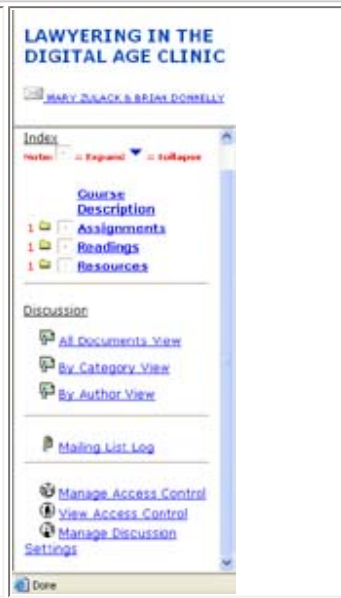 LAWYERING IN THE
DIGITAL AGE CLINIC
MARY ZULACK & BRIAN DONNELLY
Index
Note: = Expand = Collapse
Course
Description
1 Assignments
1 Readings
1 Resources
Discussion
All Documents View
By Category View
By Author View
Mailing List Log
Manage Access Control
View Access Control
Manage Discussion
Settings
Done